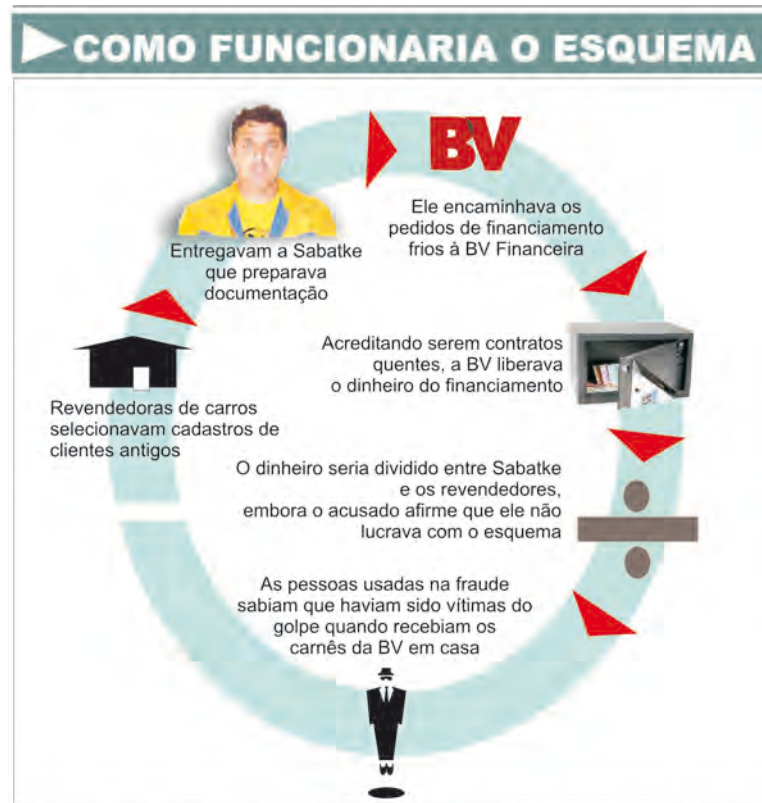 COMO FUNCIONARIA O ESQUEMA
BV
Entregavam a Sabatke
que preparava
documentação
Ele encaminhava os
pedidos de financiamento
frios à BV Financeira
Acreditando serem contratos
quentes, a BV liberava
o dinheiro do financiamento
Revendedoras de carros
selecionavam cadastros de
clientes antigos
O dinheiro seria dividido entre Sabatke
e os revendedores,
embora o acusado afirme que ele não
lucrava com o esquema
As pessoas usadas na fraude
sabiam que haviam sido vítimas do
golpe quando recebiam os
carnês da BV em casa